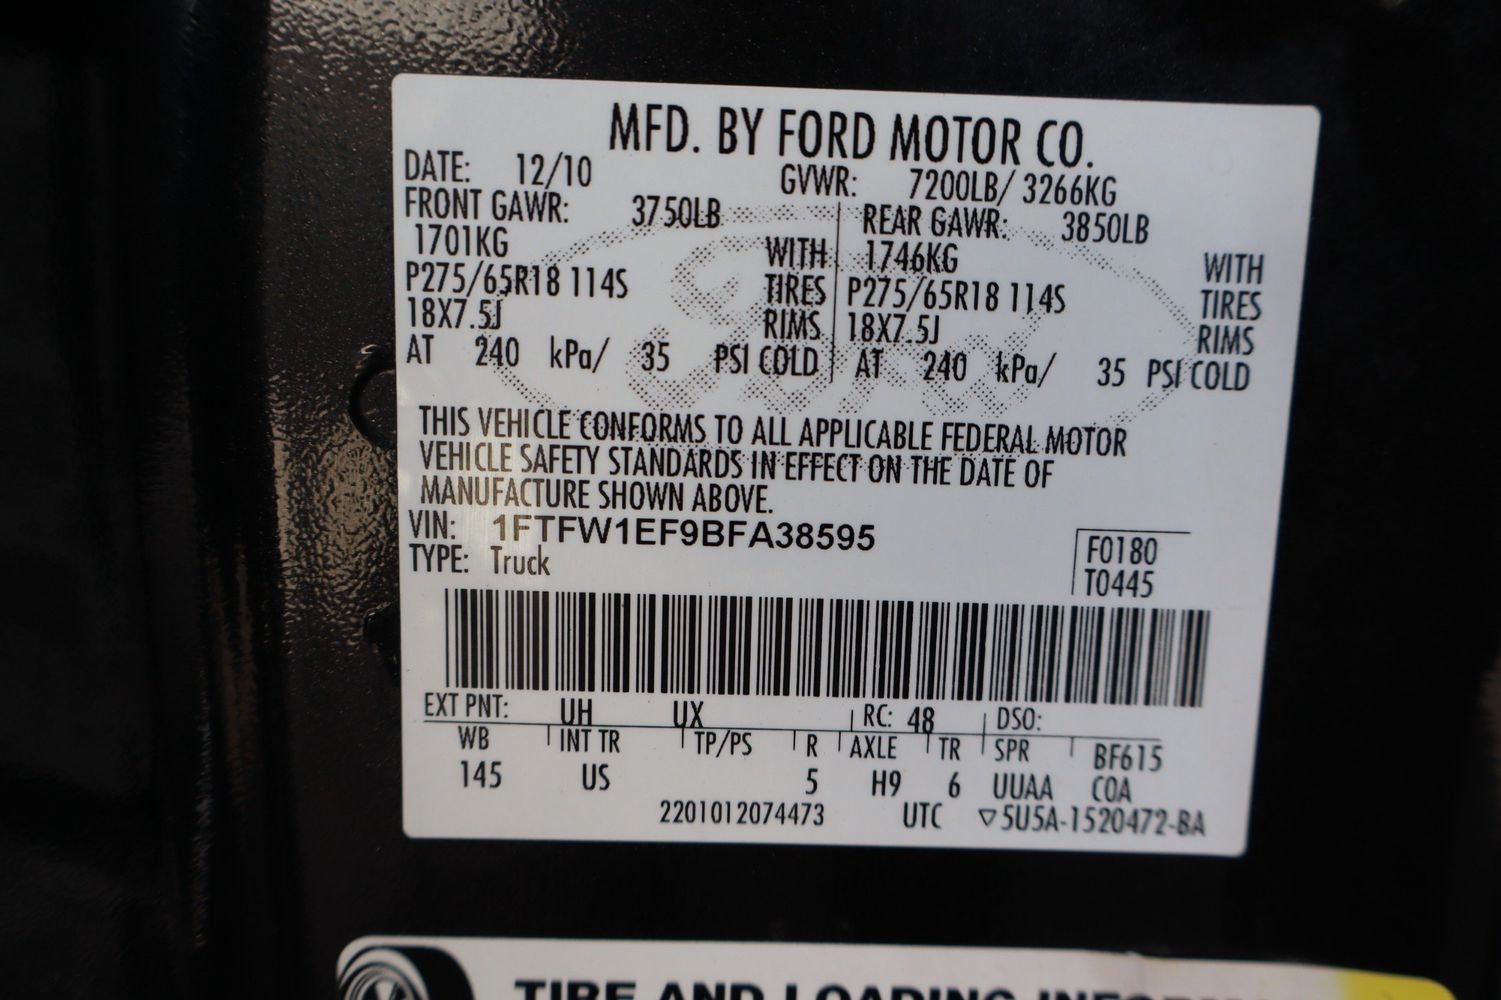 MFD. BY FORD MOTOR CO.
DATE: 12/10 GVWR: 7200LB/ 3266KG
FRONT GAWR: 3750LB REAR GAWR: 3850LB
1701KG WITH 1746KG WITH
P275/65R18 114S TIRES P275/65R18 114S TIRES
18X7.5J RIMS 18X7.5J RIMS
AT 240 kPa/ 35 PSI COLD AT 240 kPa/ 35 PSI COLD
THIS VEHICLE CONFORMS TO ALL APPLICABLE FEDERAL MOTOR
VEHICLE SAFETY STANDARDS IN EFFECT ON THE DATE OF
MANUFACTURE SHOWN ABOVE.
VIN: 1FTFW1EF9BFA38595
TYPE: Truck
F0180
T0445
EXT PNT: UH UX RC: 48 DSO:
WB INT TR TP/PS R AXLE TR SPR BF615
145 US 5 H9 6 UUAA COA
2201012074473 UTC ▽5U5A-1520472-BA
TIRE AND LOADING